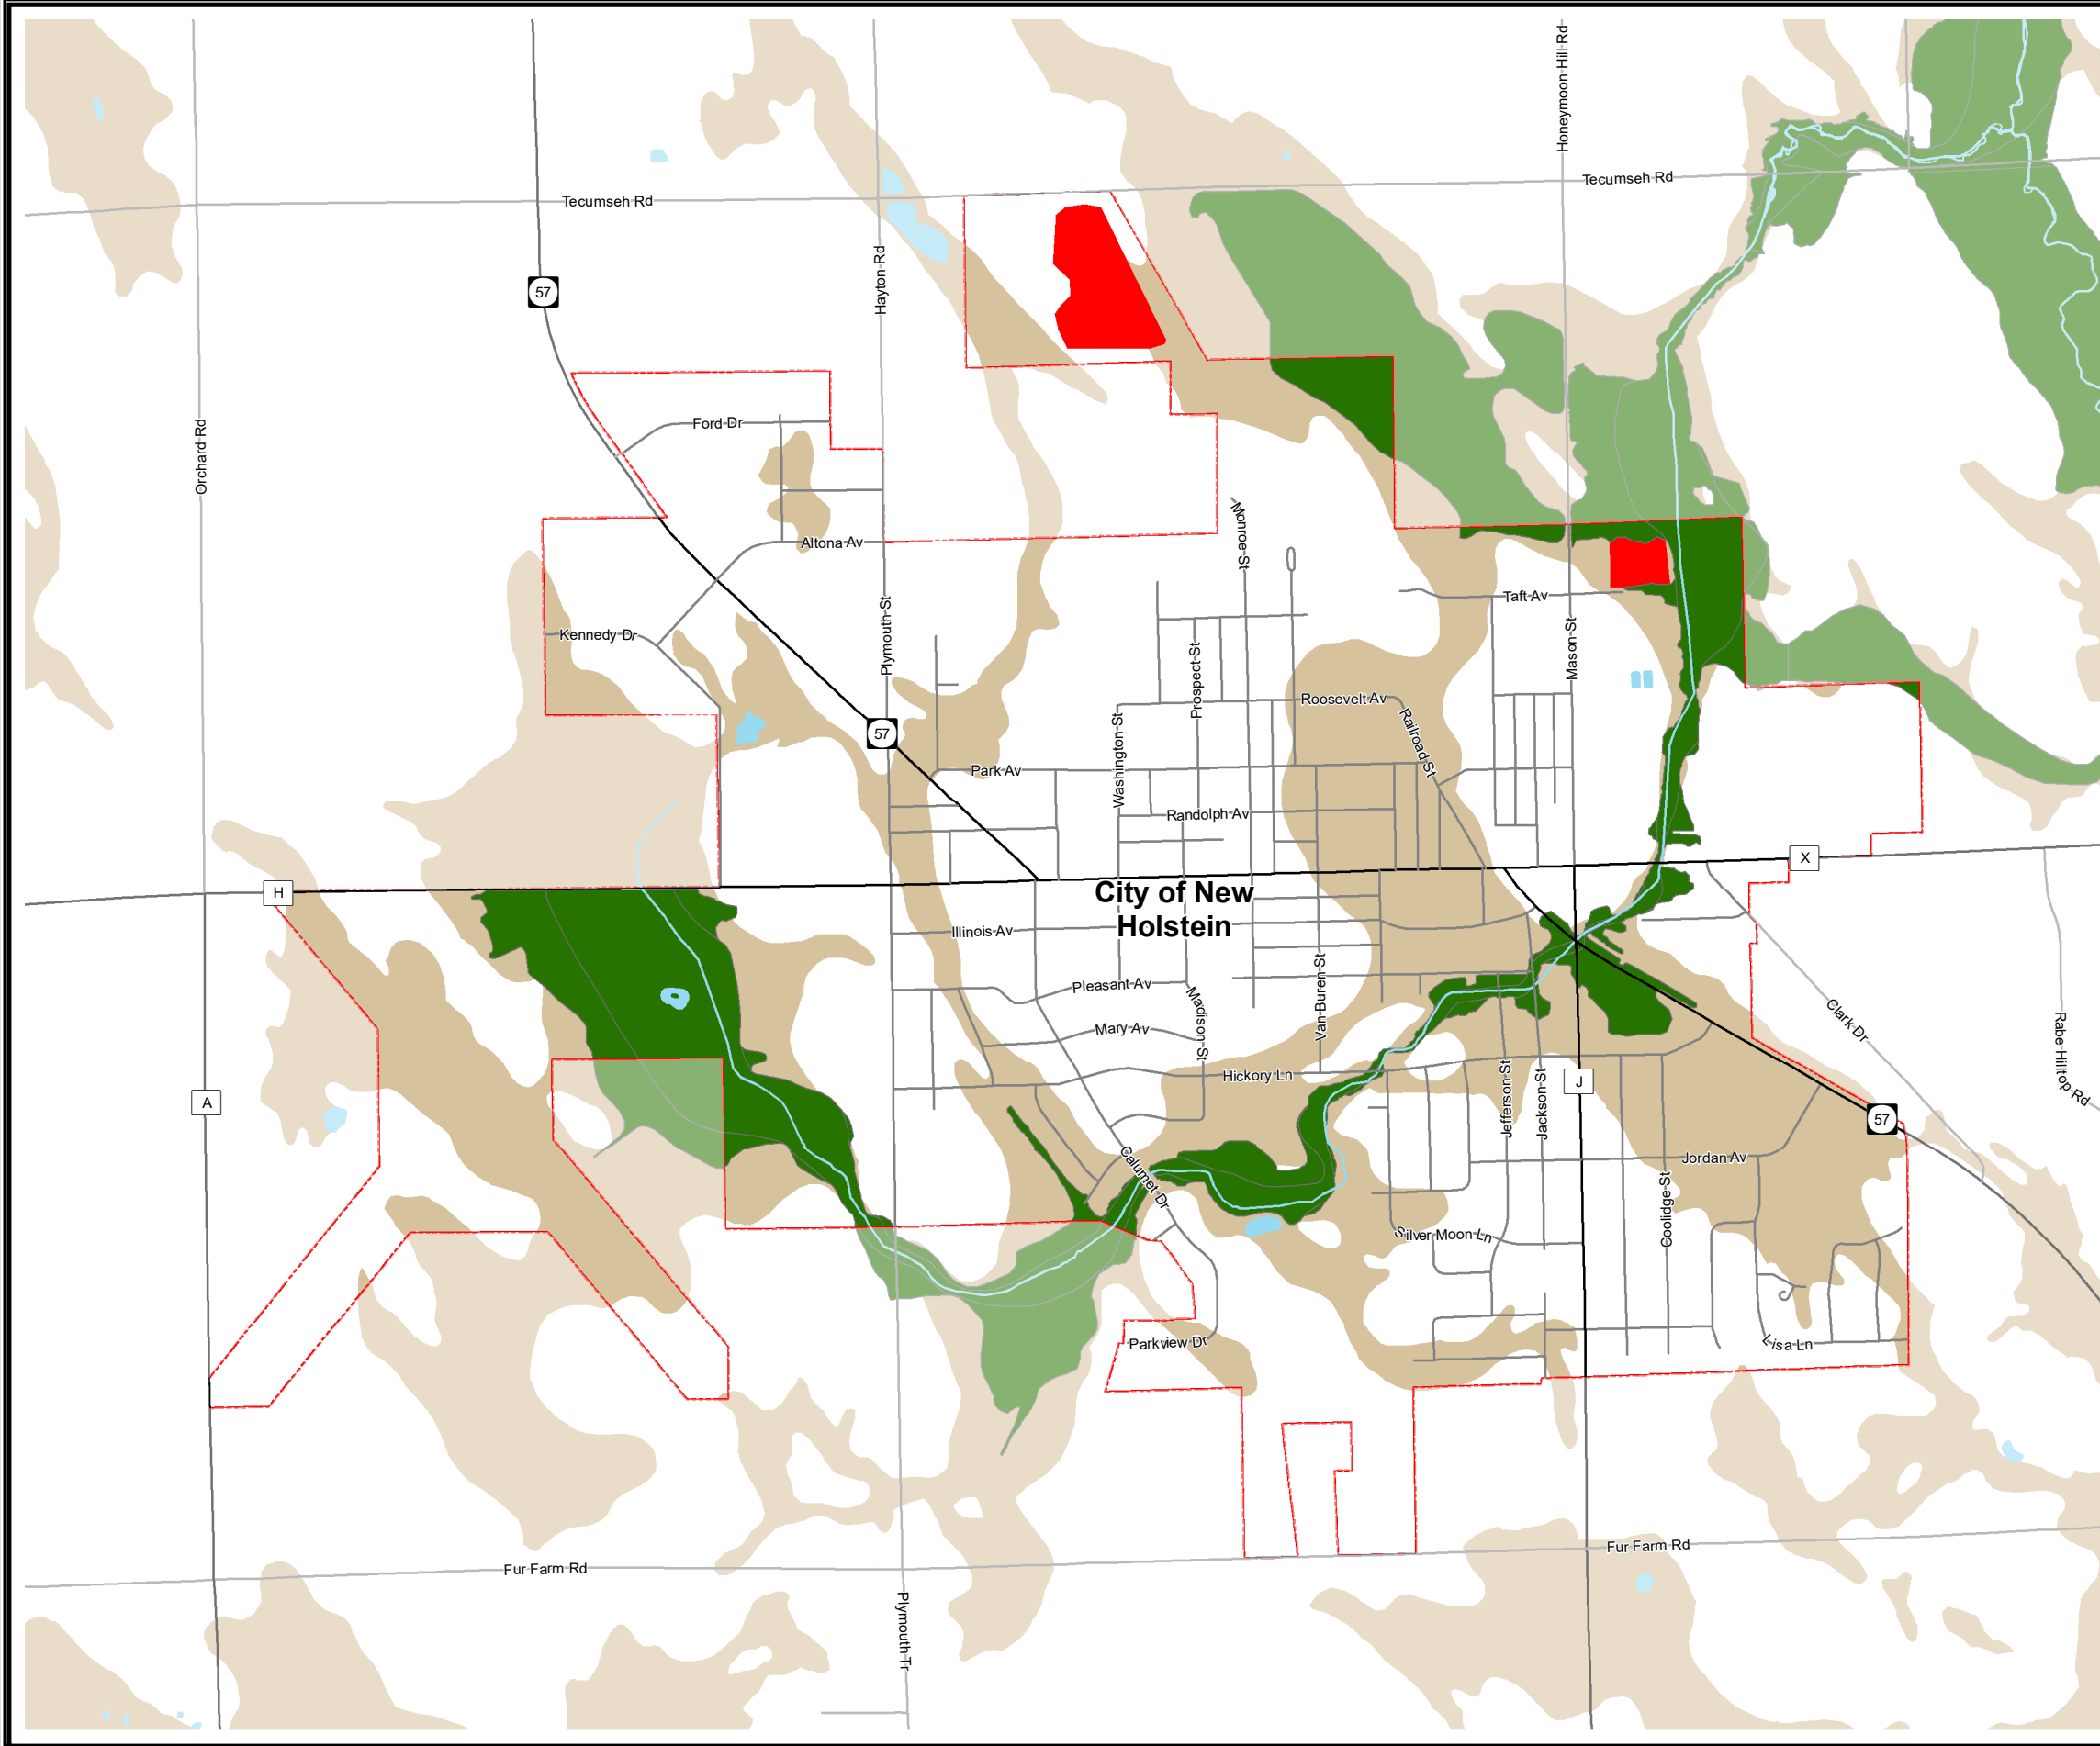 Honeymoon Hill Rd
Tecumseh Rd
Tecumseh Rd
57
Hayton Rd
Orchard Rd
Ford Dr
Monroe St
Altona Av
Taft Av
Plymouth St
Kennedy Dr
Mason St
Prospect St
Roosevelt Av
Railroad St
57
Washington St
Park Av
Randolph Av
X
H
City of New
Holstein
Illinois Av
Van Buren St
Pleasant Av
Madison St
Mary Av
Clark Dr
Rabe Hilltop Rd
Hickory Ln
Jefferson St
Jackson St
J
A
57
Calumet Dr
Jordan Av
Coolidge St
Silver Moon Ln
Parkview Dr
Lisa Ln
Fur Farm Rd
Fur Farm Rd
Plymouth Tr